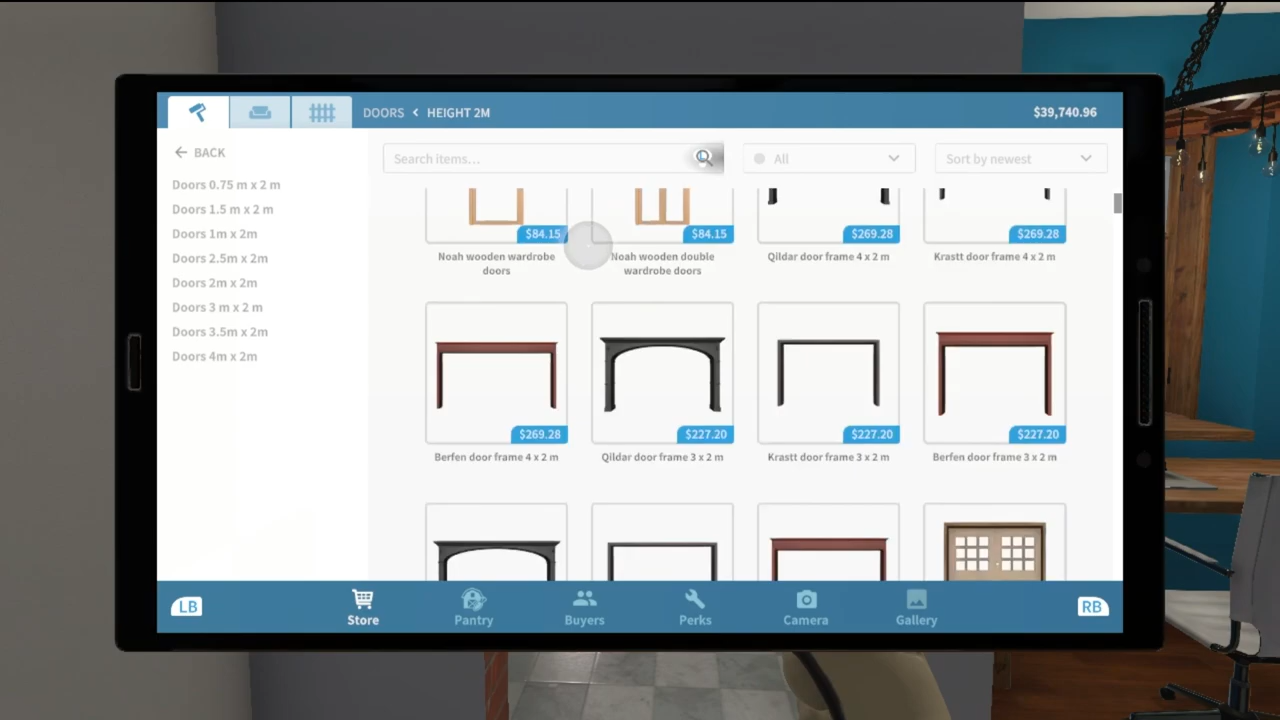 DOORS < HEIGHT 2M
$39,740.96
BACK
Search items...
All
Sort by newest
Doors 0.75 m x 2 m
Doors 1.5 m x 2 m
Doors 1m x 2m
Doors 2.5m x 2m
Doors 2m x 2m
Doors 3 m x 2 m
Doors 3.5m x 2m
Doors 4m x 2m
$84.15
$84.15
$269.28
$269.28
Noah wooden wardrobe
doors
Noah wooden double
wardrobe doors
Qildar door frame 4 x 2 m
Krastt door frame 4 x 2 m
$269.28
$227.20
$227.20
$227.20
Berfen door frame 4 x 2 m
Qildar door frame 3 x 2 m
Krastt door frame 3 x 2 m
Berfen door frame 3 x 2 m
LB
Store
Pantry
Buyers
Perks
Camera
Gallery
RB